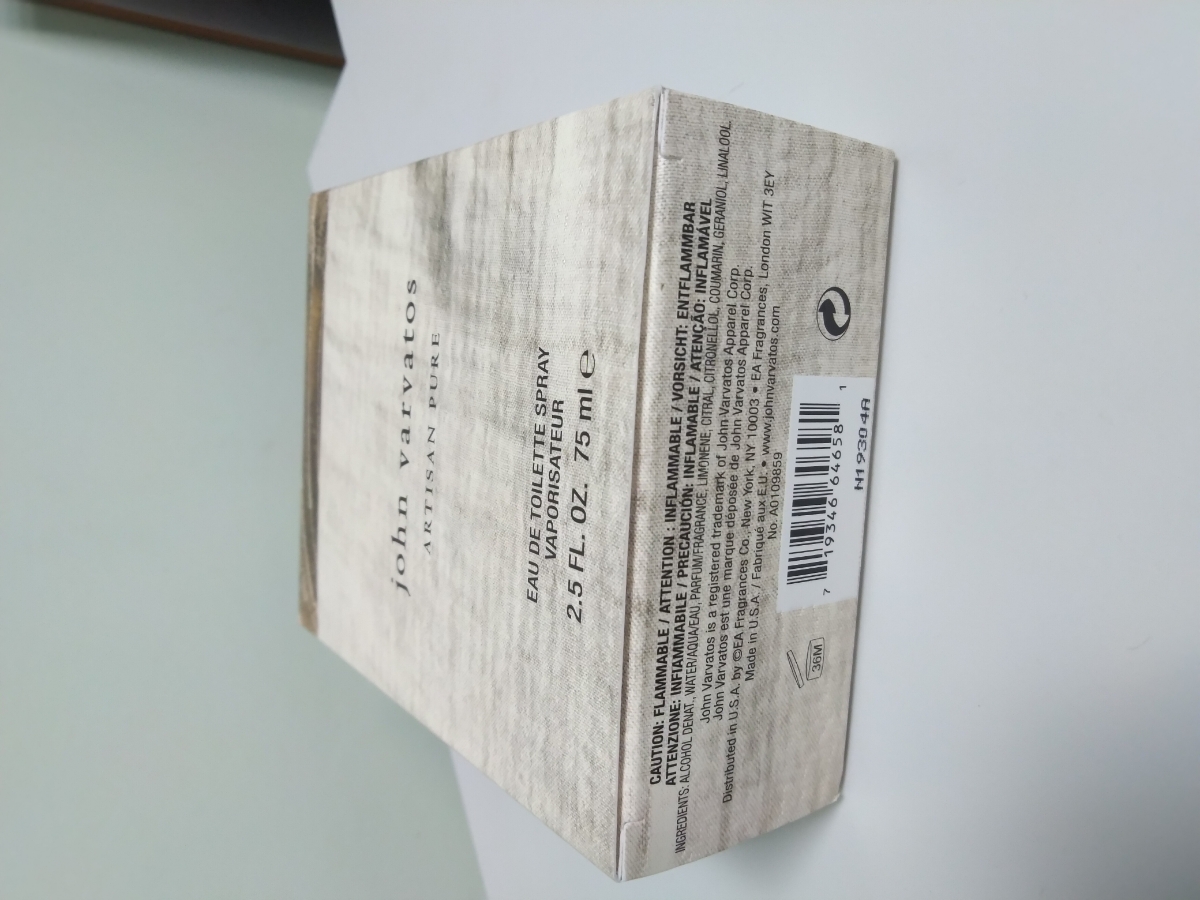 john varvatos
ARTISAN PURE
EAU DE TOILETTE SPRAY
VAPORISATEUR
2.5 FL. OZ. 75 ml ℮
CAUTION: FLAMMABLE / ATTENTION : INFLAMMABLE / VORSICHT: ENTFLAMMBAR
ATTENZIONE: INFIAMMABILE / PRECAUCIÓN: INFLAMABLE / ATENÇÃO: INFLAMÁVEL
INGREDIENTS: ALCOHOL DENAT., WATER/AQUA/EAU, PARFUM/FRAGRANCE, LIMONENE, CITRAL, CITRONELLOL, COUMARIN, GERANIOL, LINALOOL.
John Varvatos is a registered trademark of John Varvatos Apparel Corp.
John Varvatos est une marque déposée de John Varvatos Apparel Corp.
Distributed in U.S.A. by ©EA Fragrances Co., New York, NY 10003 • EA Fragrances, London WIT 3EY
Made in U.S.A. / Fabriqué aux E.U. • www.johnvarvatos.com
No. A0109859
36M
7 19346 64658 1
N19304A